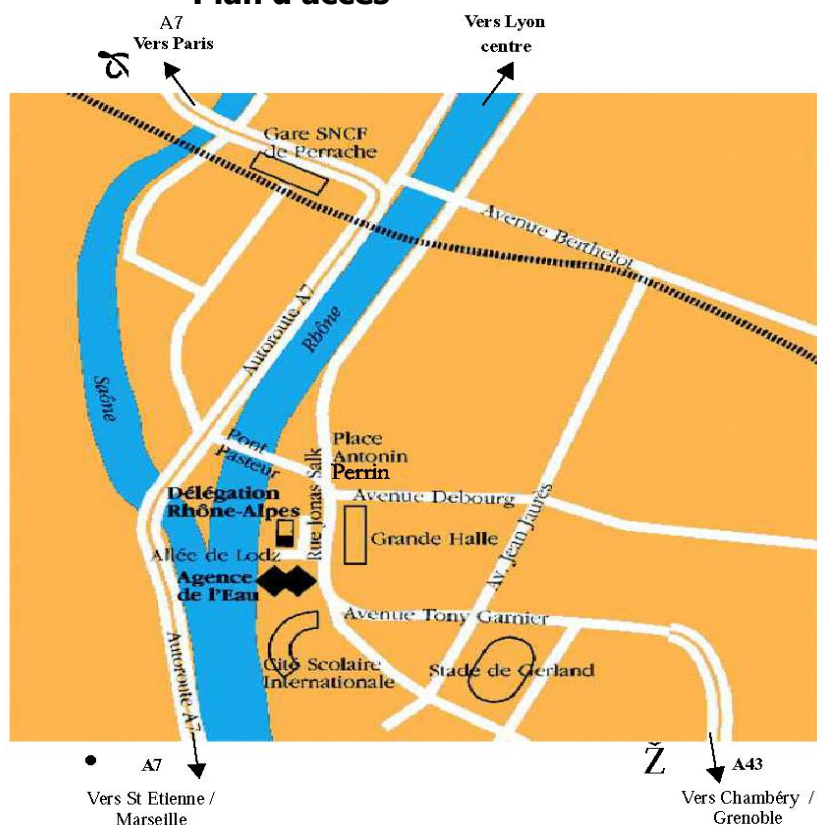 Plan d'accès
A7
Vers Paris
Vers Lyon
centre
Gare SNCF
de Perrache
Avenue Berthelot
Autoroute A7
Rhône
Saône
Pont
Pasteur
Place
Antonin
Perrin
Rue Jonas Salk
Délégation
Rhône-Alpes
Avenue Debourg
Av. Jean Jaurès
Grande Halle
Allée de Lodz
Agence
de l'Eau
Avenue Tony Garnier
Cité Scolaire
Internationale
Stade de Gerland
Autoroute A7
Ž
A7
A43
Vers St Etienne /
Marseille
Vers Chambéry /
Grenoble